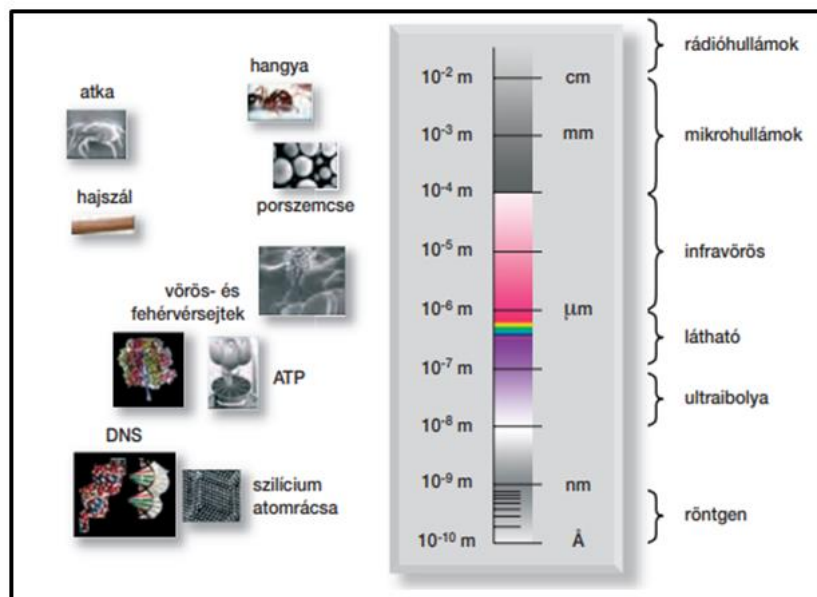 hangya
atka
hajszál
porszemcse
vörös- és
fehérvérsejtek
ATP
DNS
szilícium
atomrácsa
10⁻² m cm
10⁻³ m mm
10⁻⁴ m
10⁻⁵ m
10⁻⁶ m μm
10⁻⁷ m
10⁻⁸ m
10⁻⁹ m nm
10⁻¹⁰ m Å
rádióhullámok
mikrohullámok
infravörös
látható
ultraibolya
röntgen